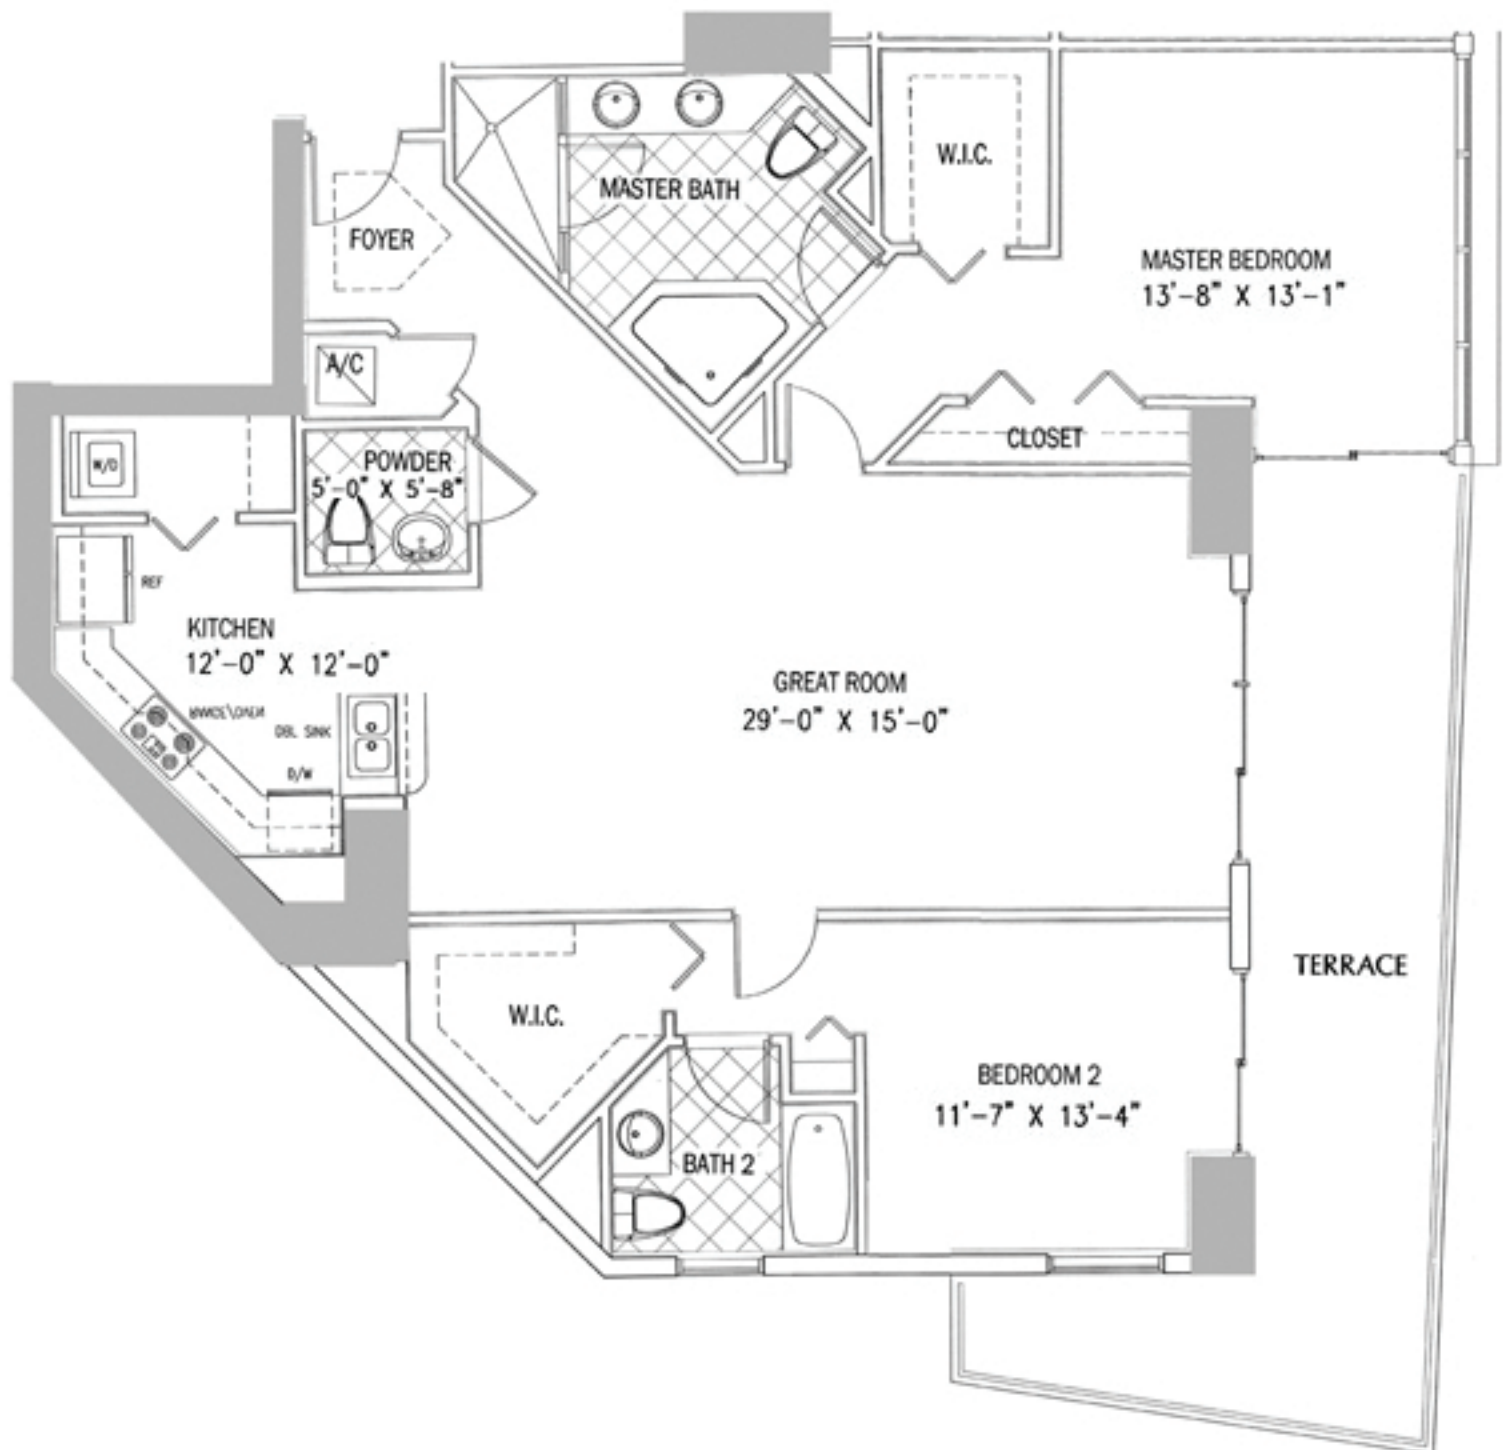 MASTER BATH
W.I.C.
FOYER
MASTER BEDROOM
13'-8" X 13'-1"
A/C
CLOSET
W/D
POWDER
5'-0" X 5'-8"
REF
KITCHEN
12'-0" X 12'-0"
RANGE\OVEN
DBL SINK
D/W
GREAT ROOM
29'-0" X 15'-0"
TERRACE
W.I.C.
BEDROOM 2
11'-7" X 13'-4"
BATH 2